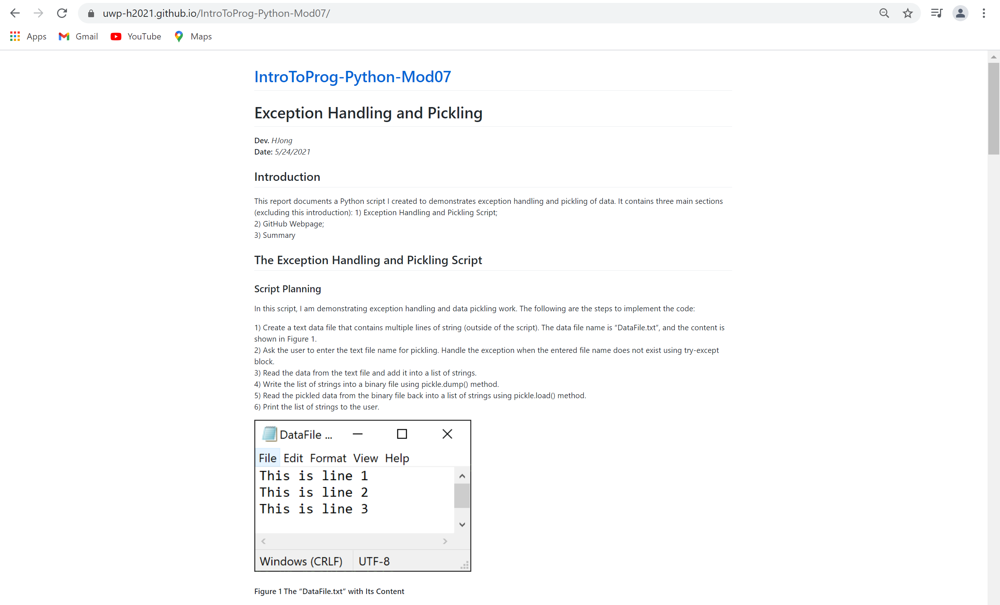 uwp-h2021.github.io/IntroToProg-Python-Mod07/
Apps Gmail YouTube Maps
IntroToProg-Python-Mod07
Exception Handling and Pickling
Dev. HJong
Date: 5/24/2021
Introduction
This report documents a Python script I created to demonstrates exception handling and pickling of data. It contains three main sections
(excluding this introduction): 1) Exception Handling and Pickling Script;
2) GitHub Webpage;
3) Summary
The Exception Handling and Pickling Script
Script Planning
In this script, I am demonstrating exception handling and data pickling work. The following are the steps to implement the code:
1) Create a text data file that contains multiple lines of string (outside of the script). The data file name is “DataFile.txt”, and the content is
shown in Figure 1.
2) Ask the user to enter the text file name for pickling. Handle the exception when the entered file name does not exist using try-except
block.
3) Read the data from the text file and add it into a list of strings.
4) Write the list of strings into a binary file using pickle.dump() method.
5) Read the pickled data from the binary file back into a list of strings using pickle.load() method.
6) Print the list of strings to the user.
DataFile ...
File Edit Format View Help
This is line 1
This is line 2
This is line 3
Windows (CRLF) UTF-8
Figure 1 The “DataFile.txt” with Its Content